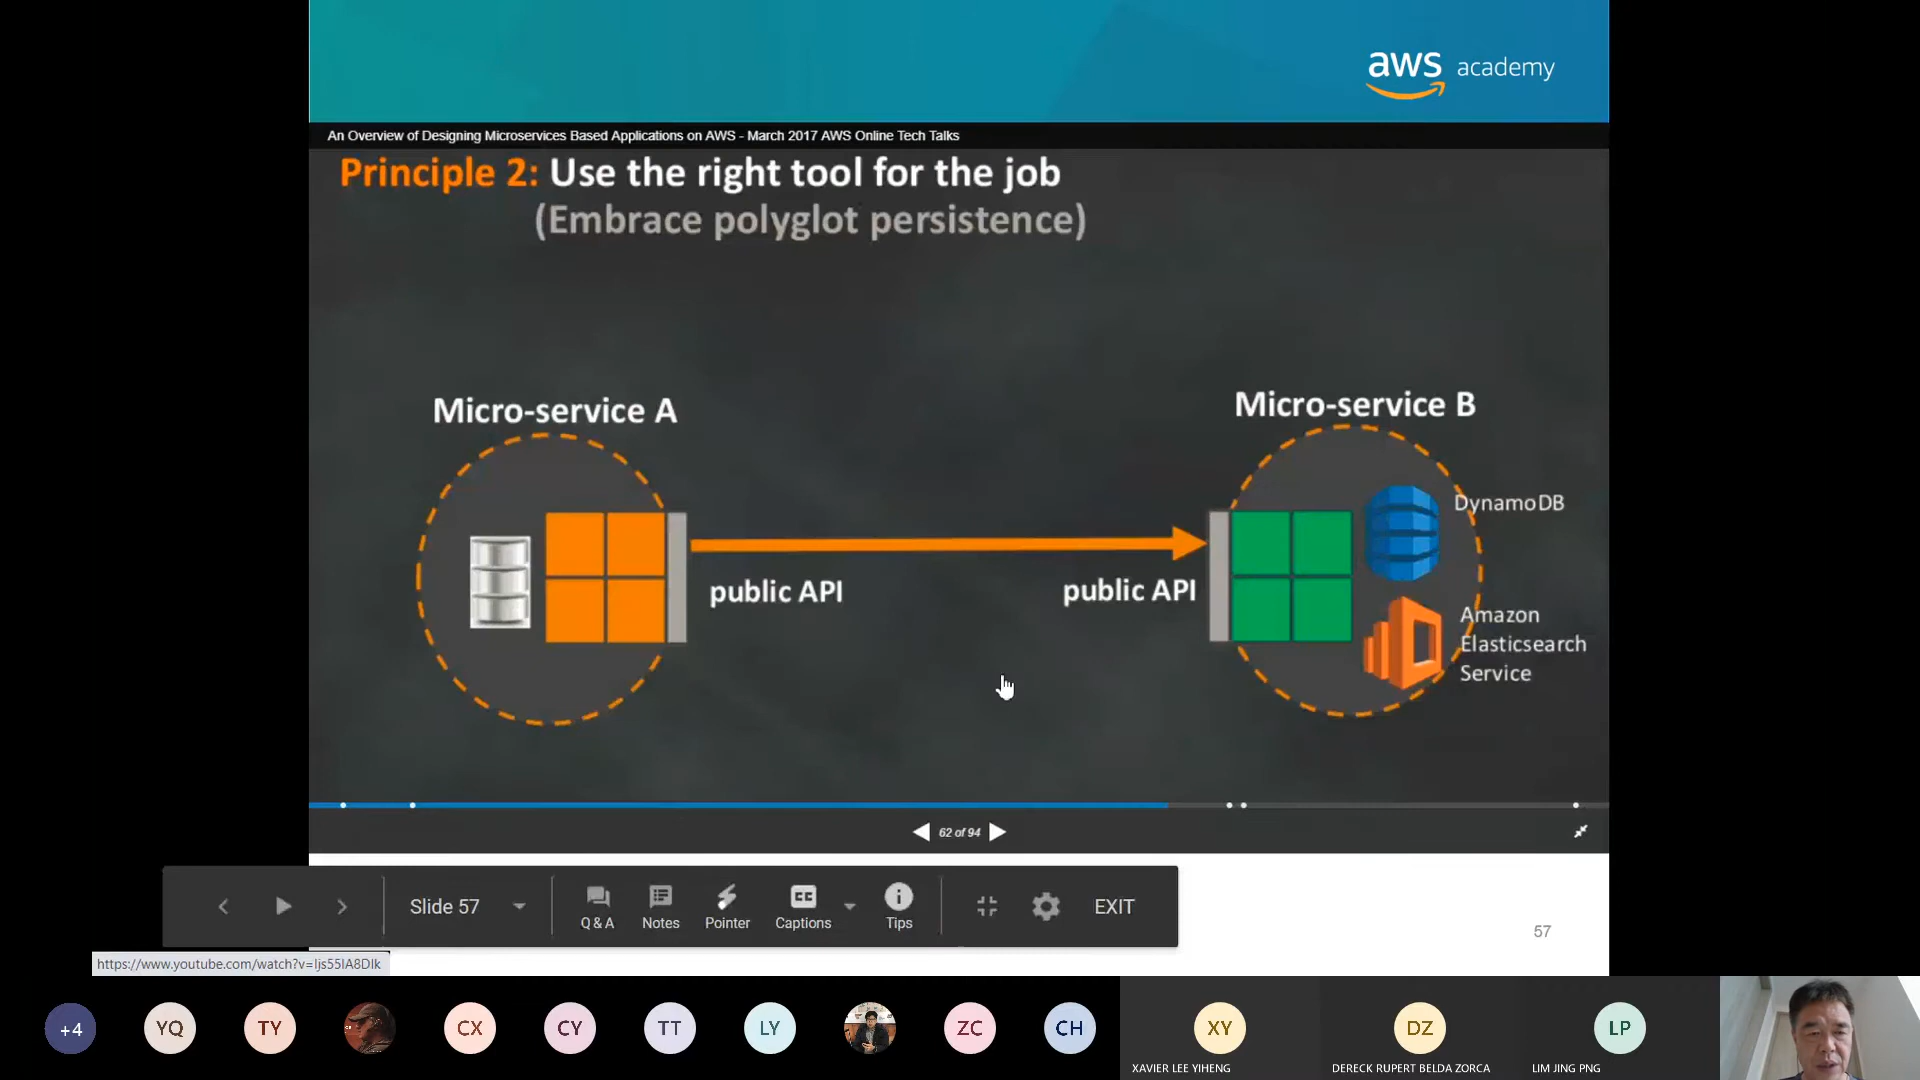 aws academy
An Overview of Designing Microservices Based Applications on AWS - March 2017 AWS Online Tech Talks
Principle 2: Use the right tool for the job
(Embrace polyglot persistence)
Micro-service A
Micro-service B
DynamoDB
public API
public API
Amazon
Elasticsearch
Service
62 of 94
Slide 57
Q & A
Notes
Pointer
CC
Captions
Tips
EXIT
57
https://www.youtube.com/watch?v=Ijs55IA8DIk
+4
YQ
TY
CX
CY
TT
LY
ZC
CH
XY
DZ
LP
XAVIER LEE YIHENG
DERECK RUPERT BELDA ZORCA
LIM JING PNG